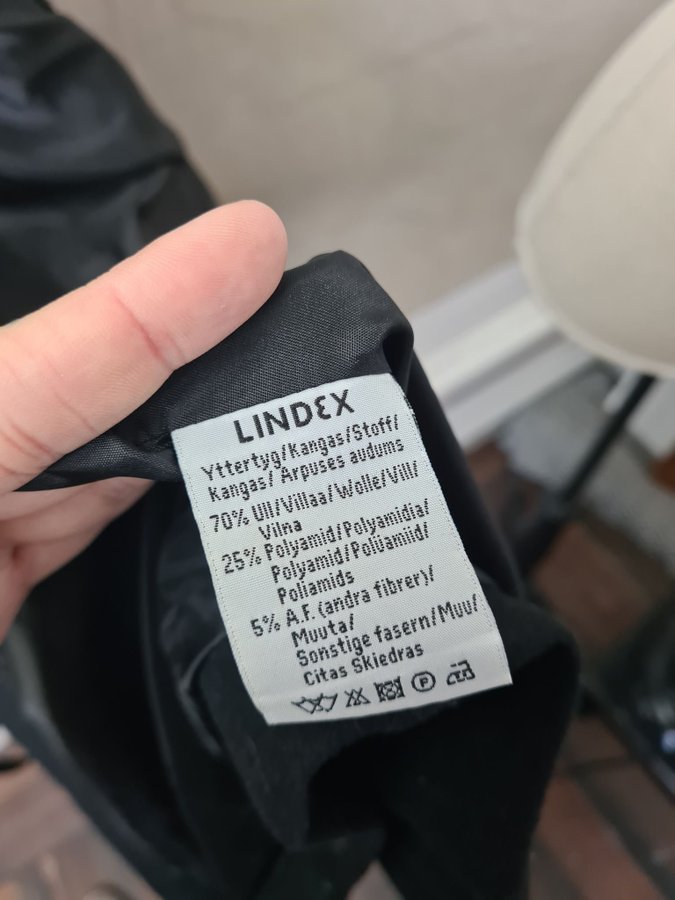 LINDEX
Yttertyg/Kangas/Stoff/
Kangas/Arpuses audums
70% Ull/Villaa/Wolle/Vill/
Vilna
25% Polyamid/Polyamidia/
Polyamid/Polüamiid/
Poliamids
5% A.F.(andra fibrer)/
Muuta/
Sonstige fasern/Muu/
Citas Skiedras
P